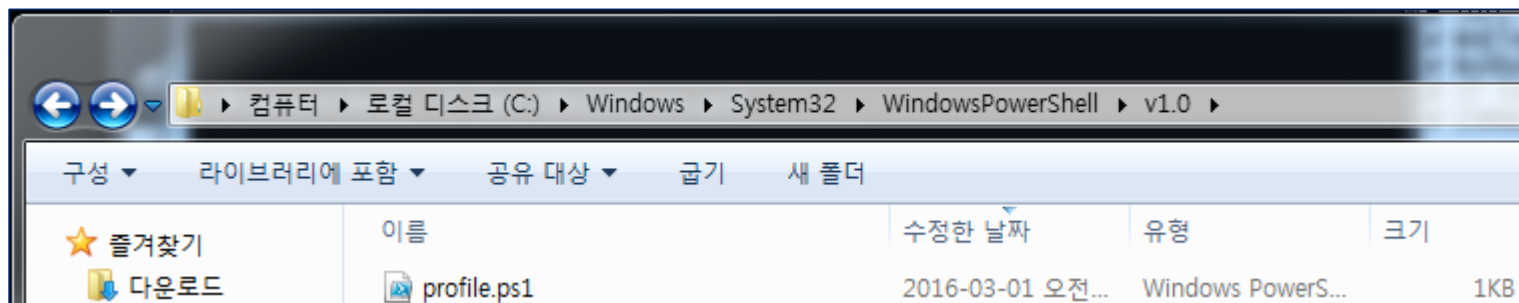 컴퓨터 ▸ 로컬 디스크 (C:) ▸ Windows ▸ System32 ▸ WindowsPowerShell ▸ v1.0 ▸
구성 라이브러리에 포함 공유 대상 굽기 새 폴더
즐겨찾기 이름 수정한 날짜 유형 크기
다운로드 profile.ps1 2016-03-01 오전... Windows PowerS... 1KB